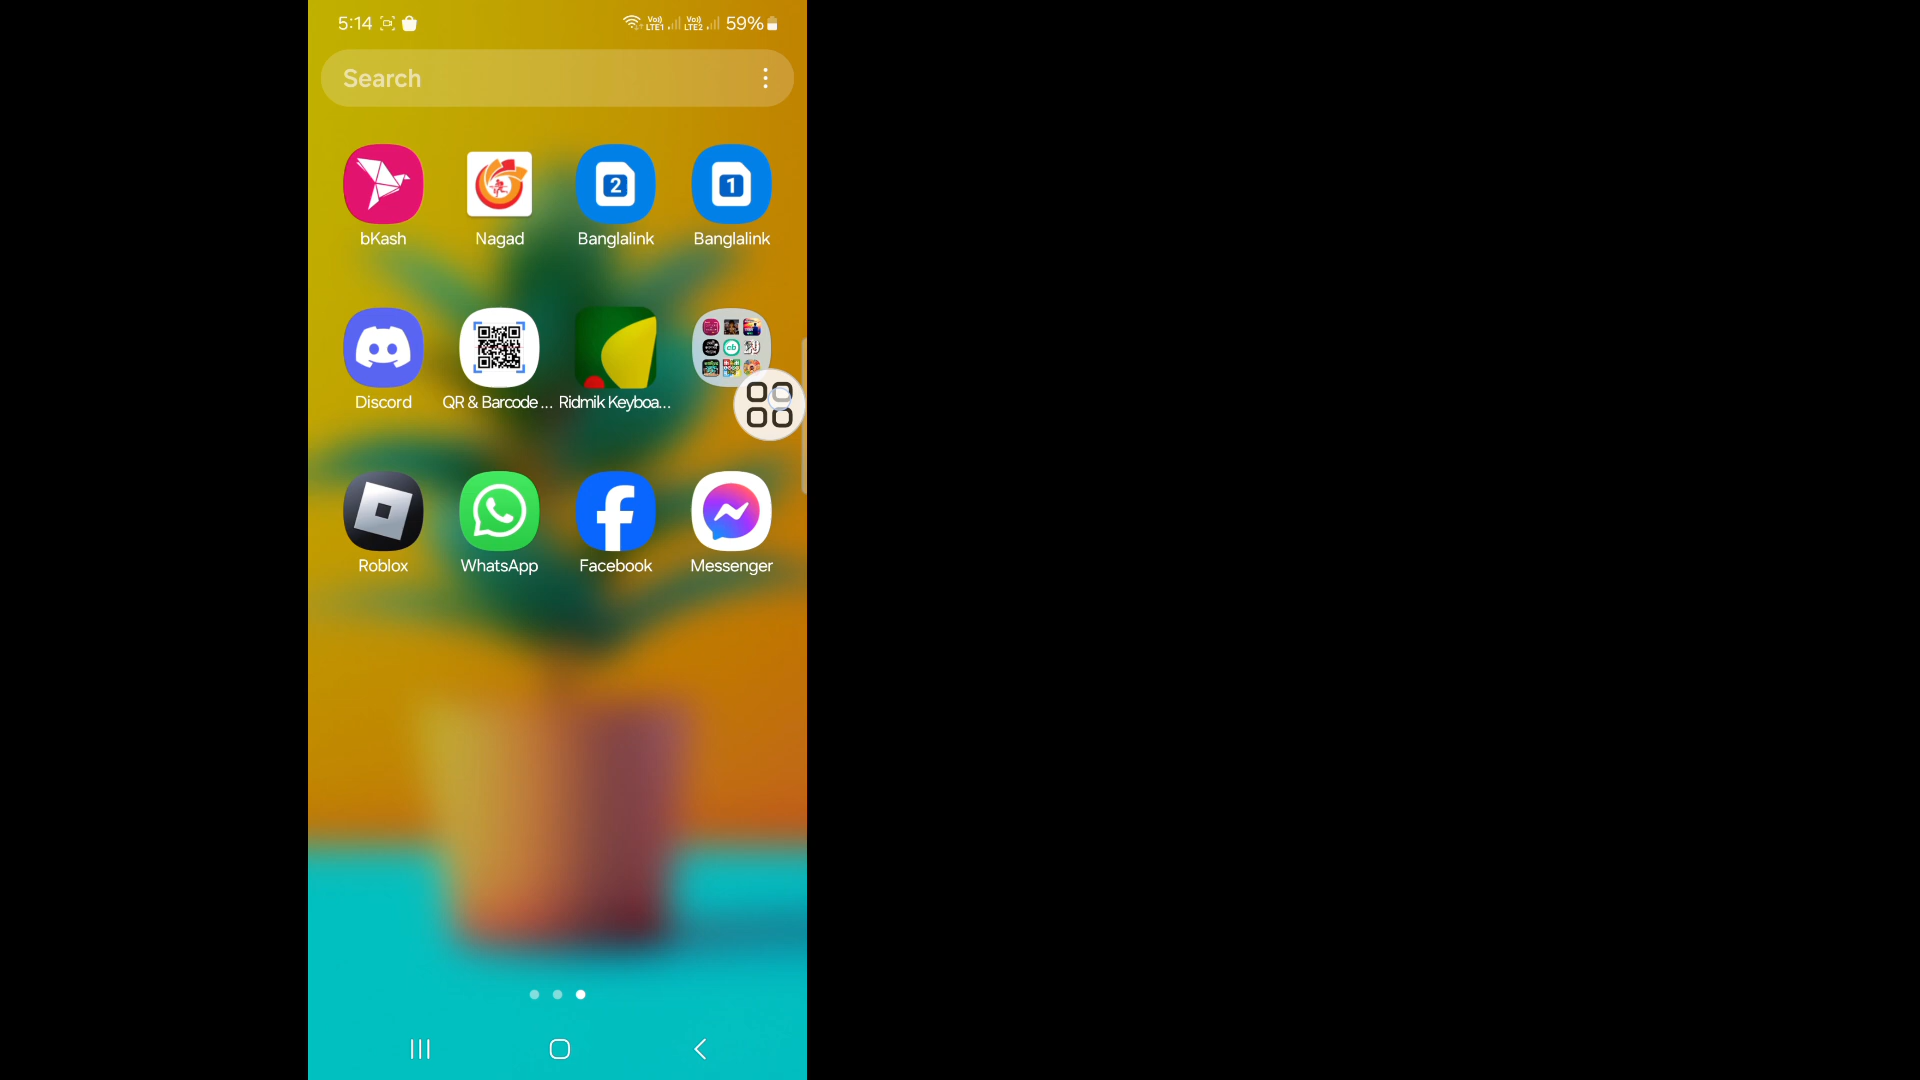 5:14 59%
Search
bKash Nagad Banglalink Banglalink
Discord QR & Barcode ... Ridmik Keyboa...
Roblox WhatsApp Facebook Messenger